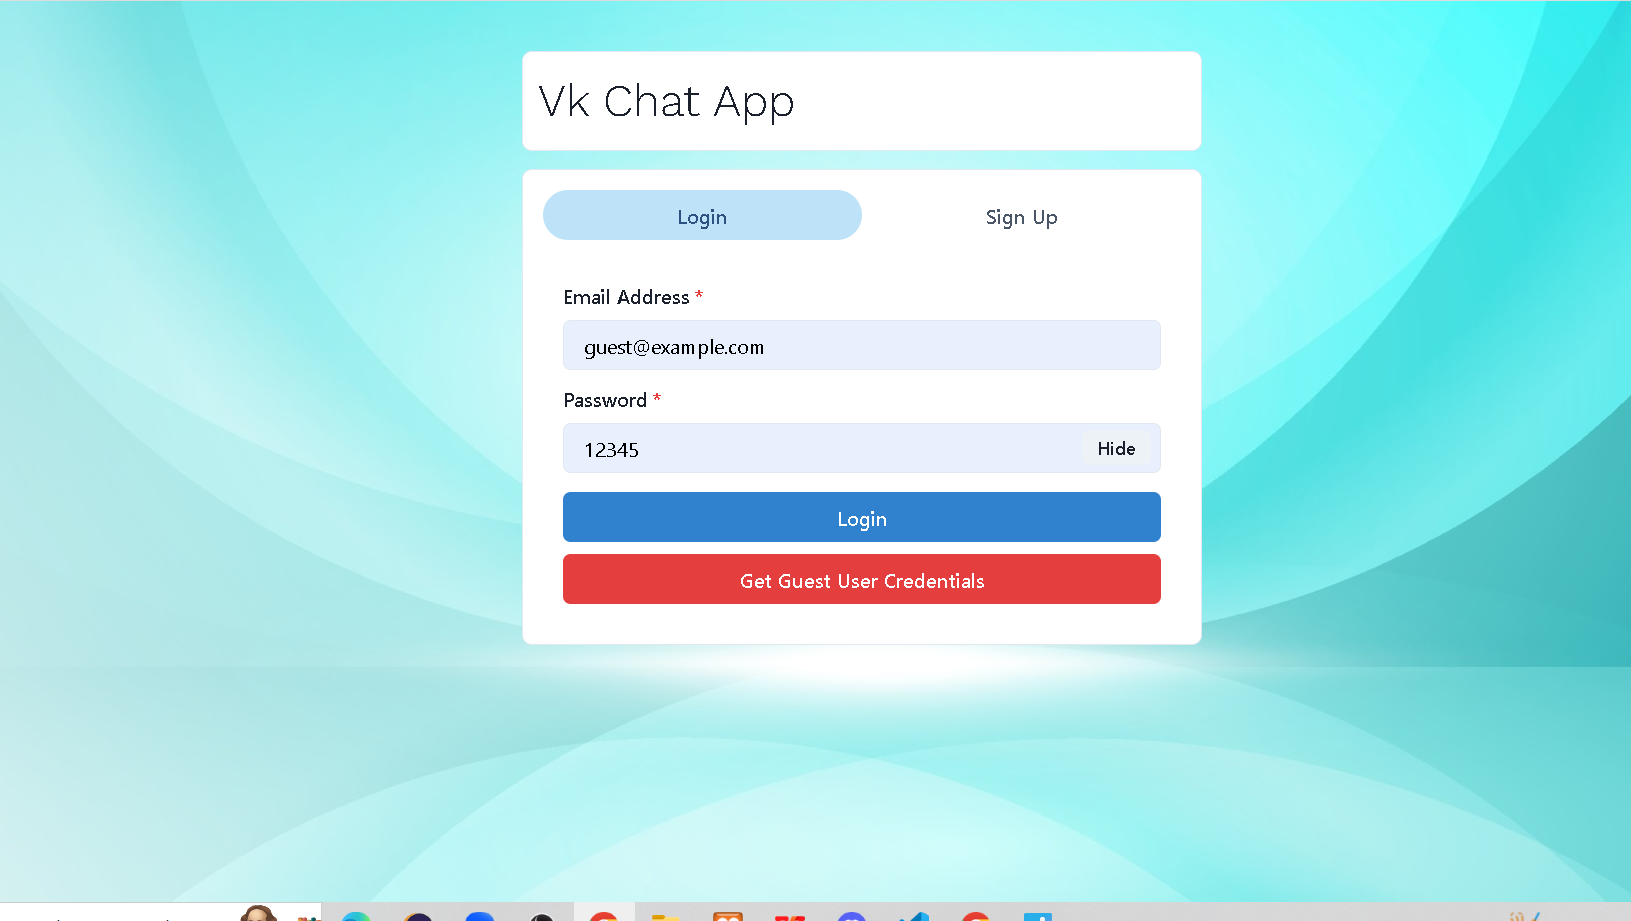 Vk Chat App
Login
Sign Up
Email Address *
guest@example.com
Password *
12345
Hide
Login
Get Guest User Credentials